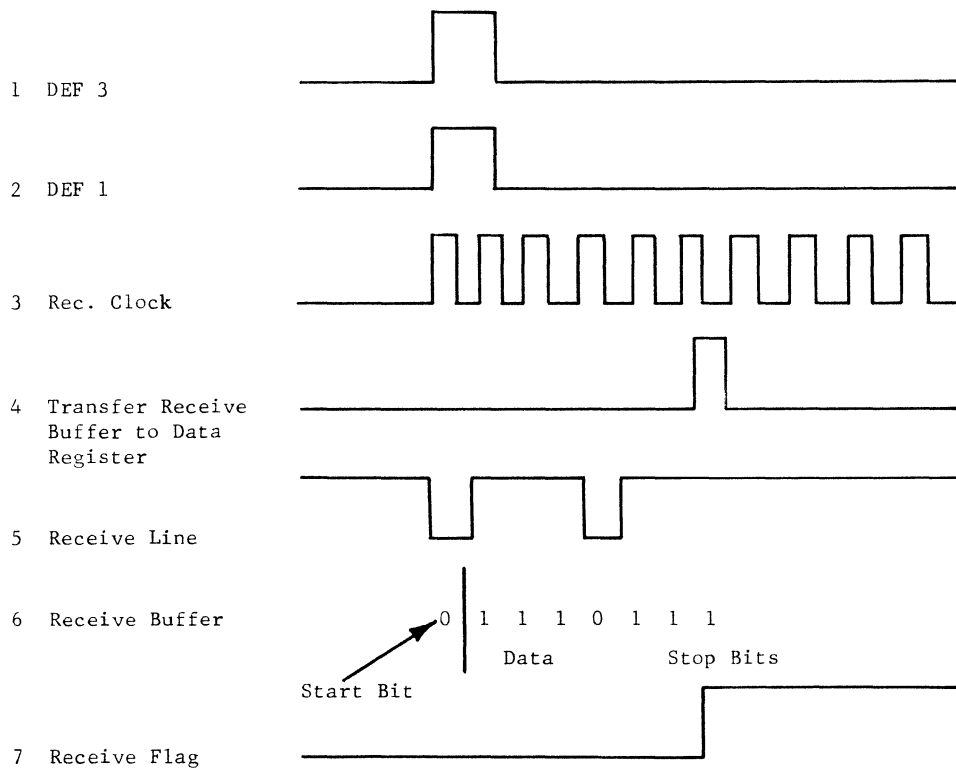 1 DEF 3
2 DEF 1
3 Rec. Clock
4 Transfer Receive
Buffer to Data
Register
5 Receive Line
6 Receive Buffer
0 1 1 1 0 1 1 1
Data Stop Bits
Start Bit
7 Receive Flag